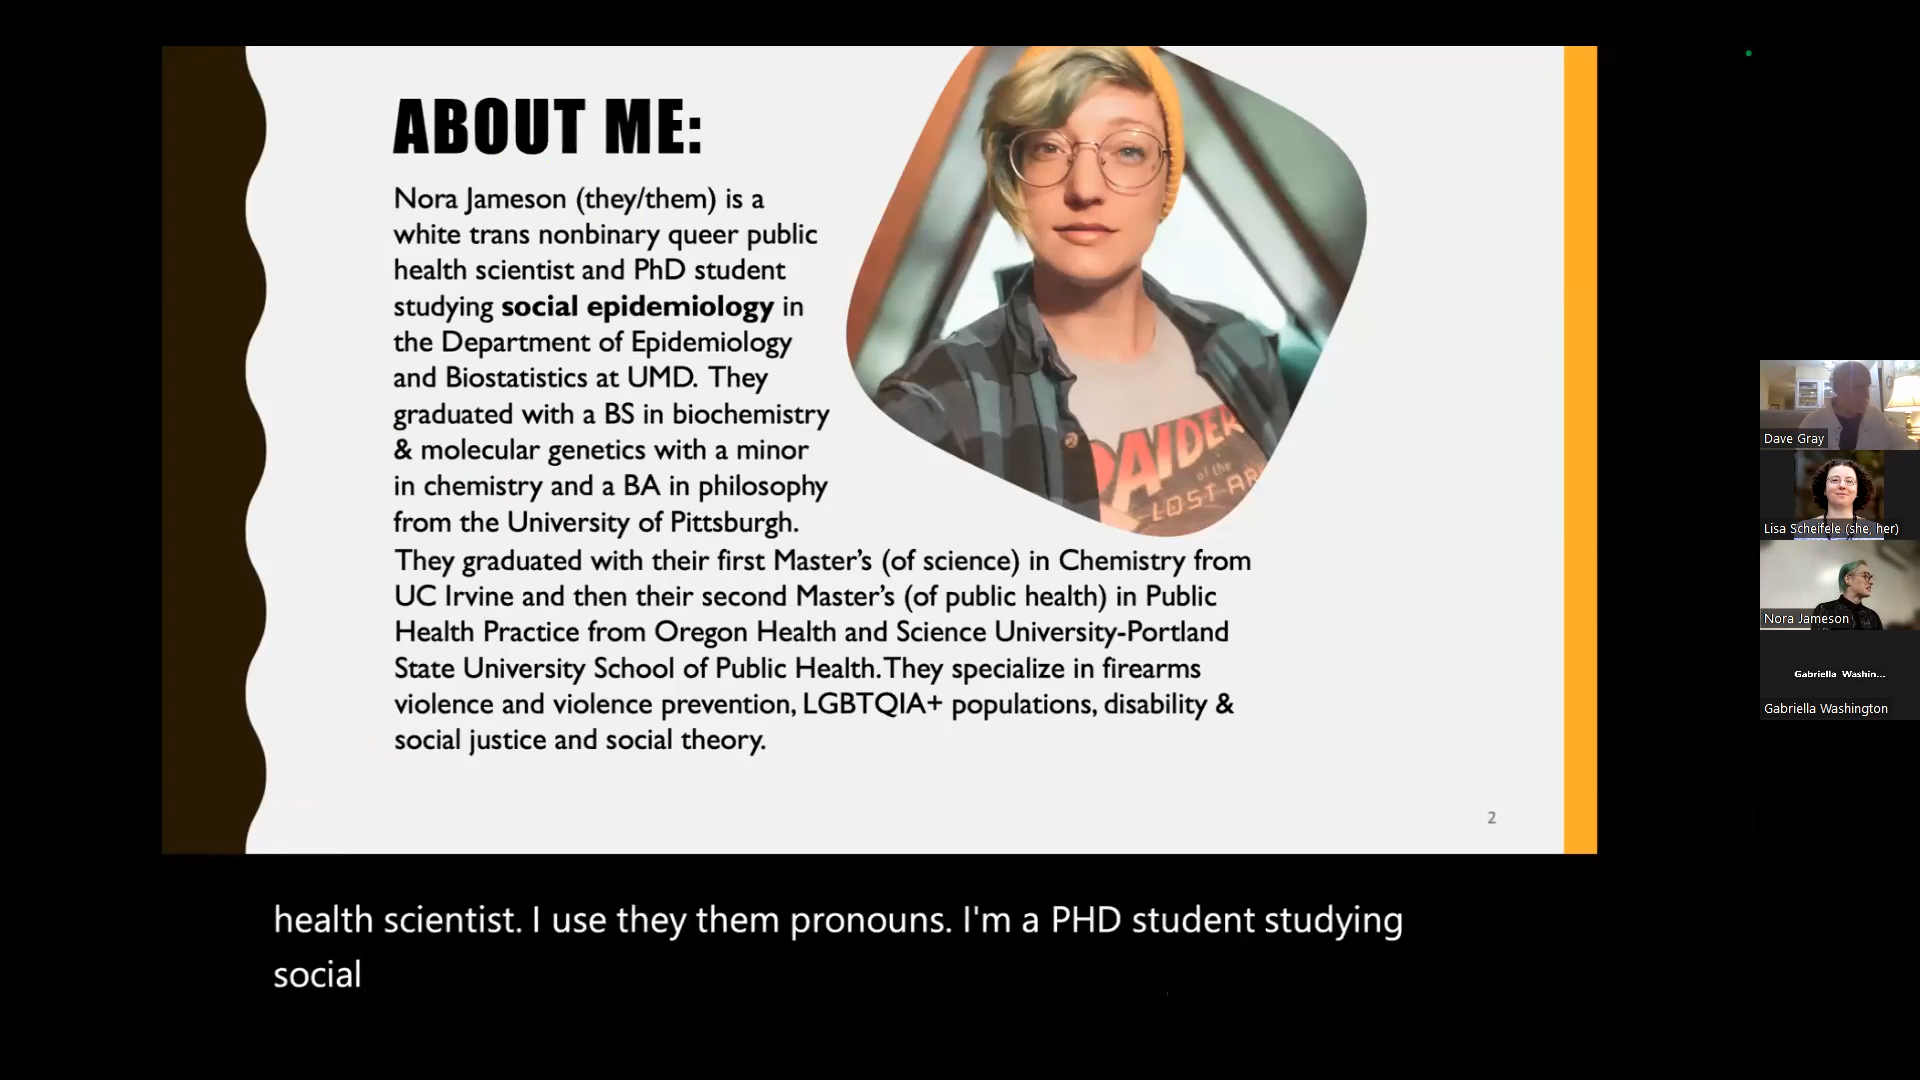 ABOUT ME:
Nora Jameson (they/them) is a
white trans nonbinary queer public
health scientist and PhD student
studying social epidemiology in
the Department of Epidemiology
and Biostatistics at UMD. They
graduated with a BS in biochemistry
& molecular genetics with a minor
in chemistry and a BA in philosophy
from the University of Pittsburgh.
They graduated with their first Master’s (of science) in Chemistry from
UC Irvine and then their second Master’s (of public health) in Public
Health Practice from Oregon Health and Science University-Portland
State University School of Public Health. They specialize in firearms
violence and violence prevention, LGBTQIA+ populations, disability &
social justice and social theory.
RAIDER
of the
LOST AR
2
Dave Gray
Lisa Scheifele (she, her)
Nora Jameson
Gabriella Washin...
Gabriella Washington
health scientist. I use they them pronouns. I'm a PHD student studying
social